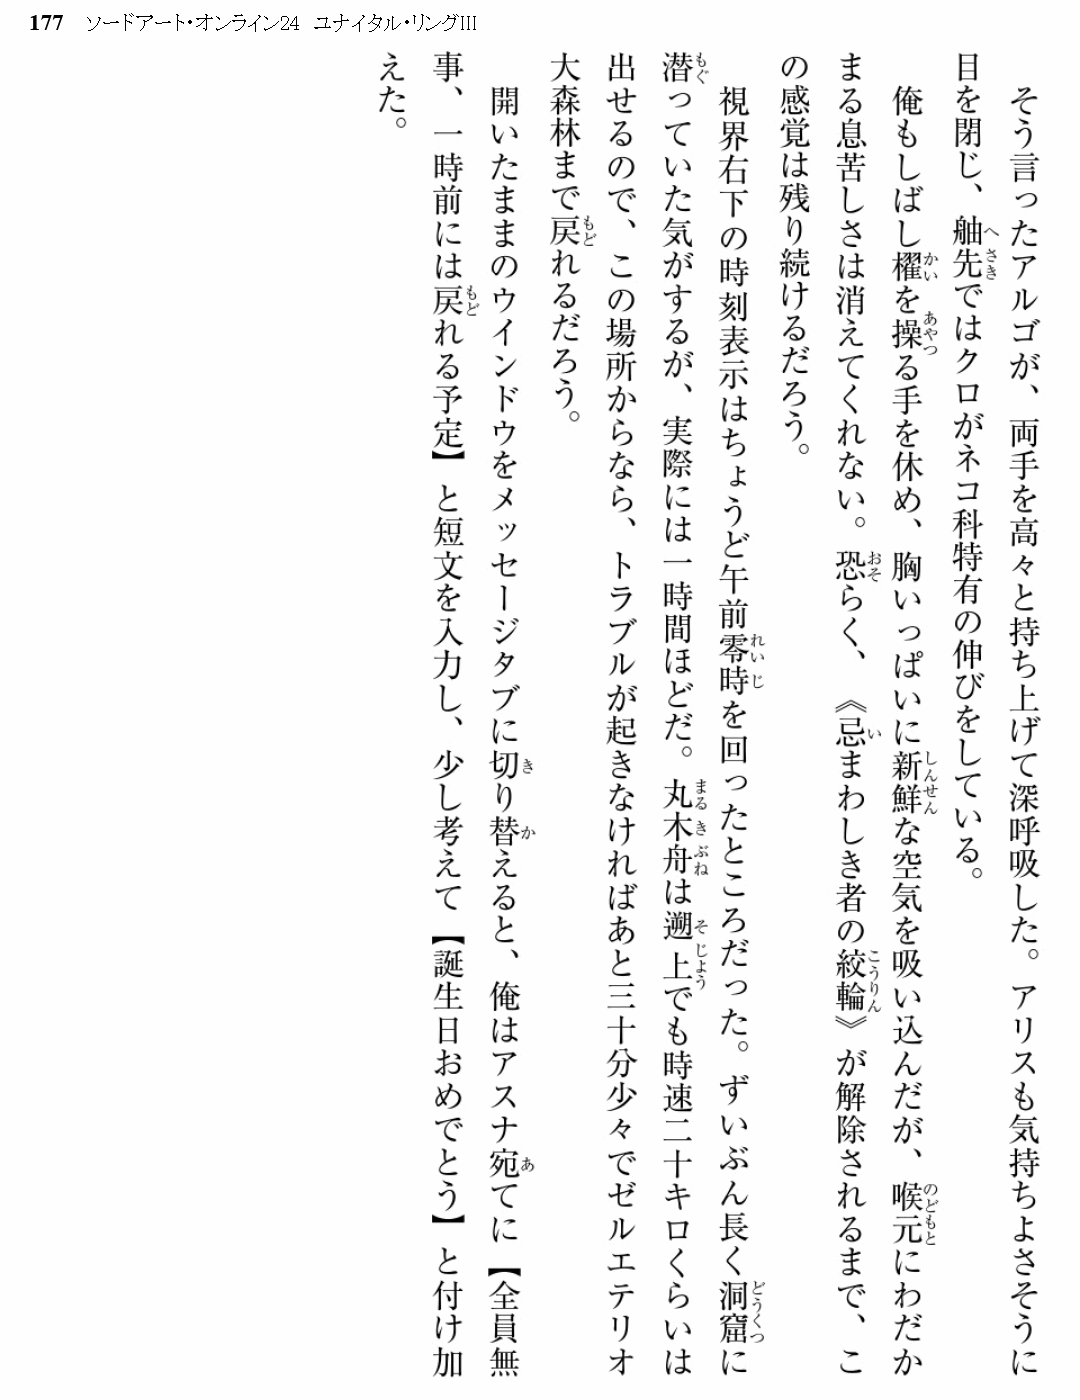 177 ソードアート・オンライン24 ユナイタル・リングⅢ
そう言ったアルゴが、両手を高々と持ち上げて深呼吸した。アリスも気持ちよさそうに
目を閉じ、舳先ではクロがネコ科特有の伸びをしている。
俺もしばし櫂を操る手を休め、胸いっぱいに新鮮な空気を吸い込んだが、喉元にわだか
まる息苦しさは消えてくれない。恐らく、《忌まわしき者の絞輪》が解除されるまで、こ
の感覚は残り続けるだろう。
視界右下の時刻表示はちょうど午前零時を回ったところだった。ずいぶん長く洞窟に
潜っていた気がするが、実際には一時間ほどだ。丸木舟は遡上でも時速二十キロくらいは
出せるので、この場所からなら、トラブルが起きなければあと三十分少々でゼルエテリオ
大森林まで戻れるだろう。
開いたままのウインドウをメッセージタブに切り替えると、俺はアスナ宛てに【全員無
事、一時前には戻れる予定】と短文を入力し、少し考えて【誕生日おめでとう】と付け加
えた。